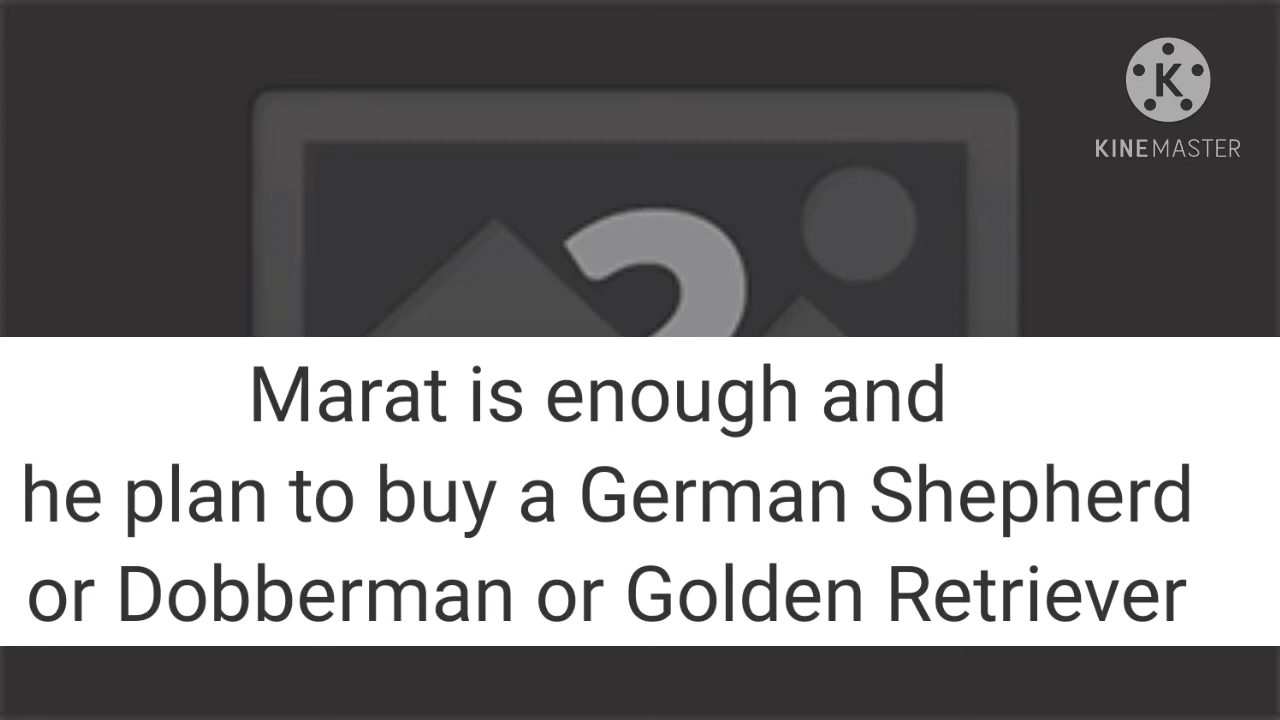 K
KINEMASTER
?
Marat is enough and
he plan to buy a German Shepherd
or Dobberman or Golden Retriever